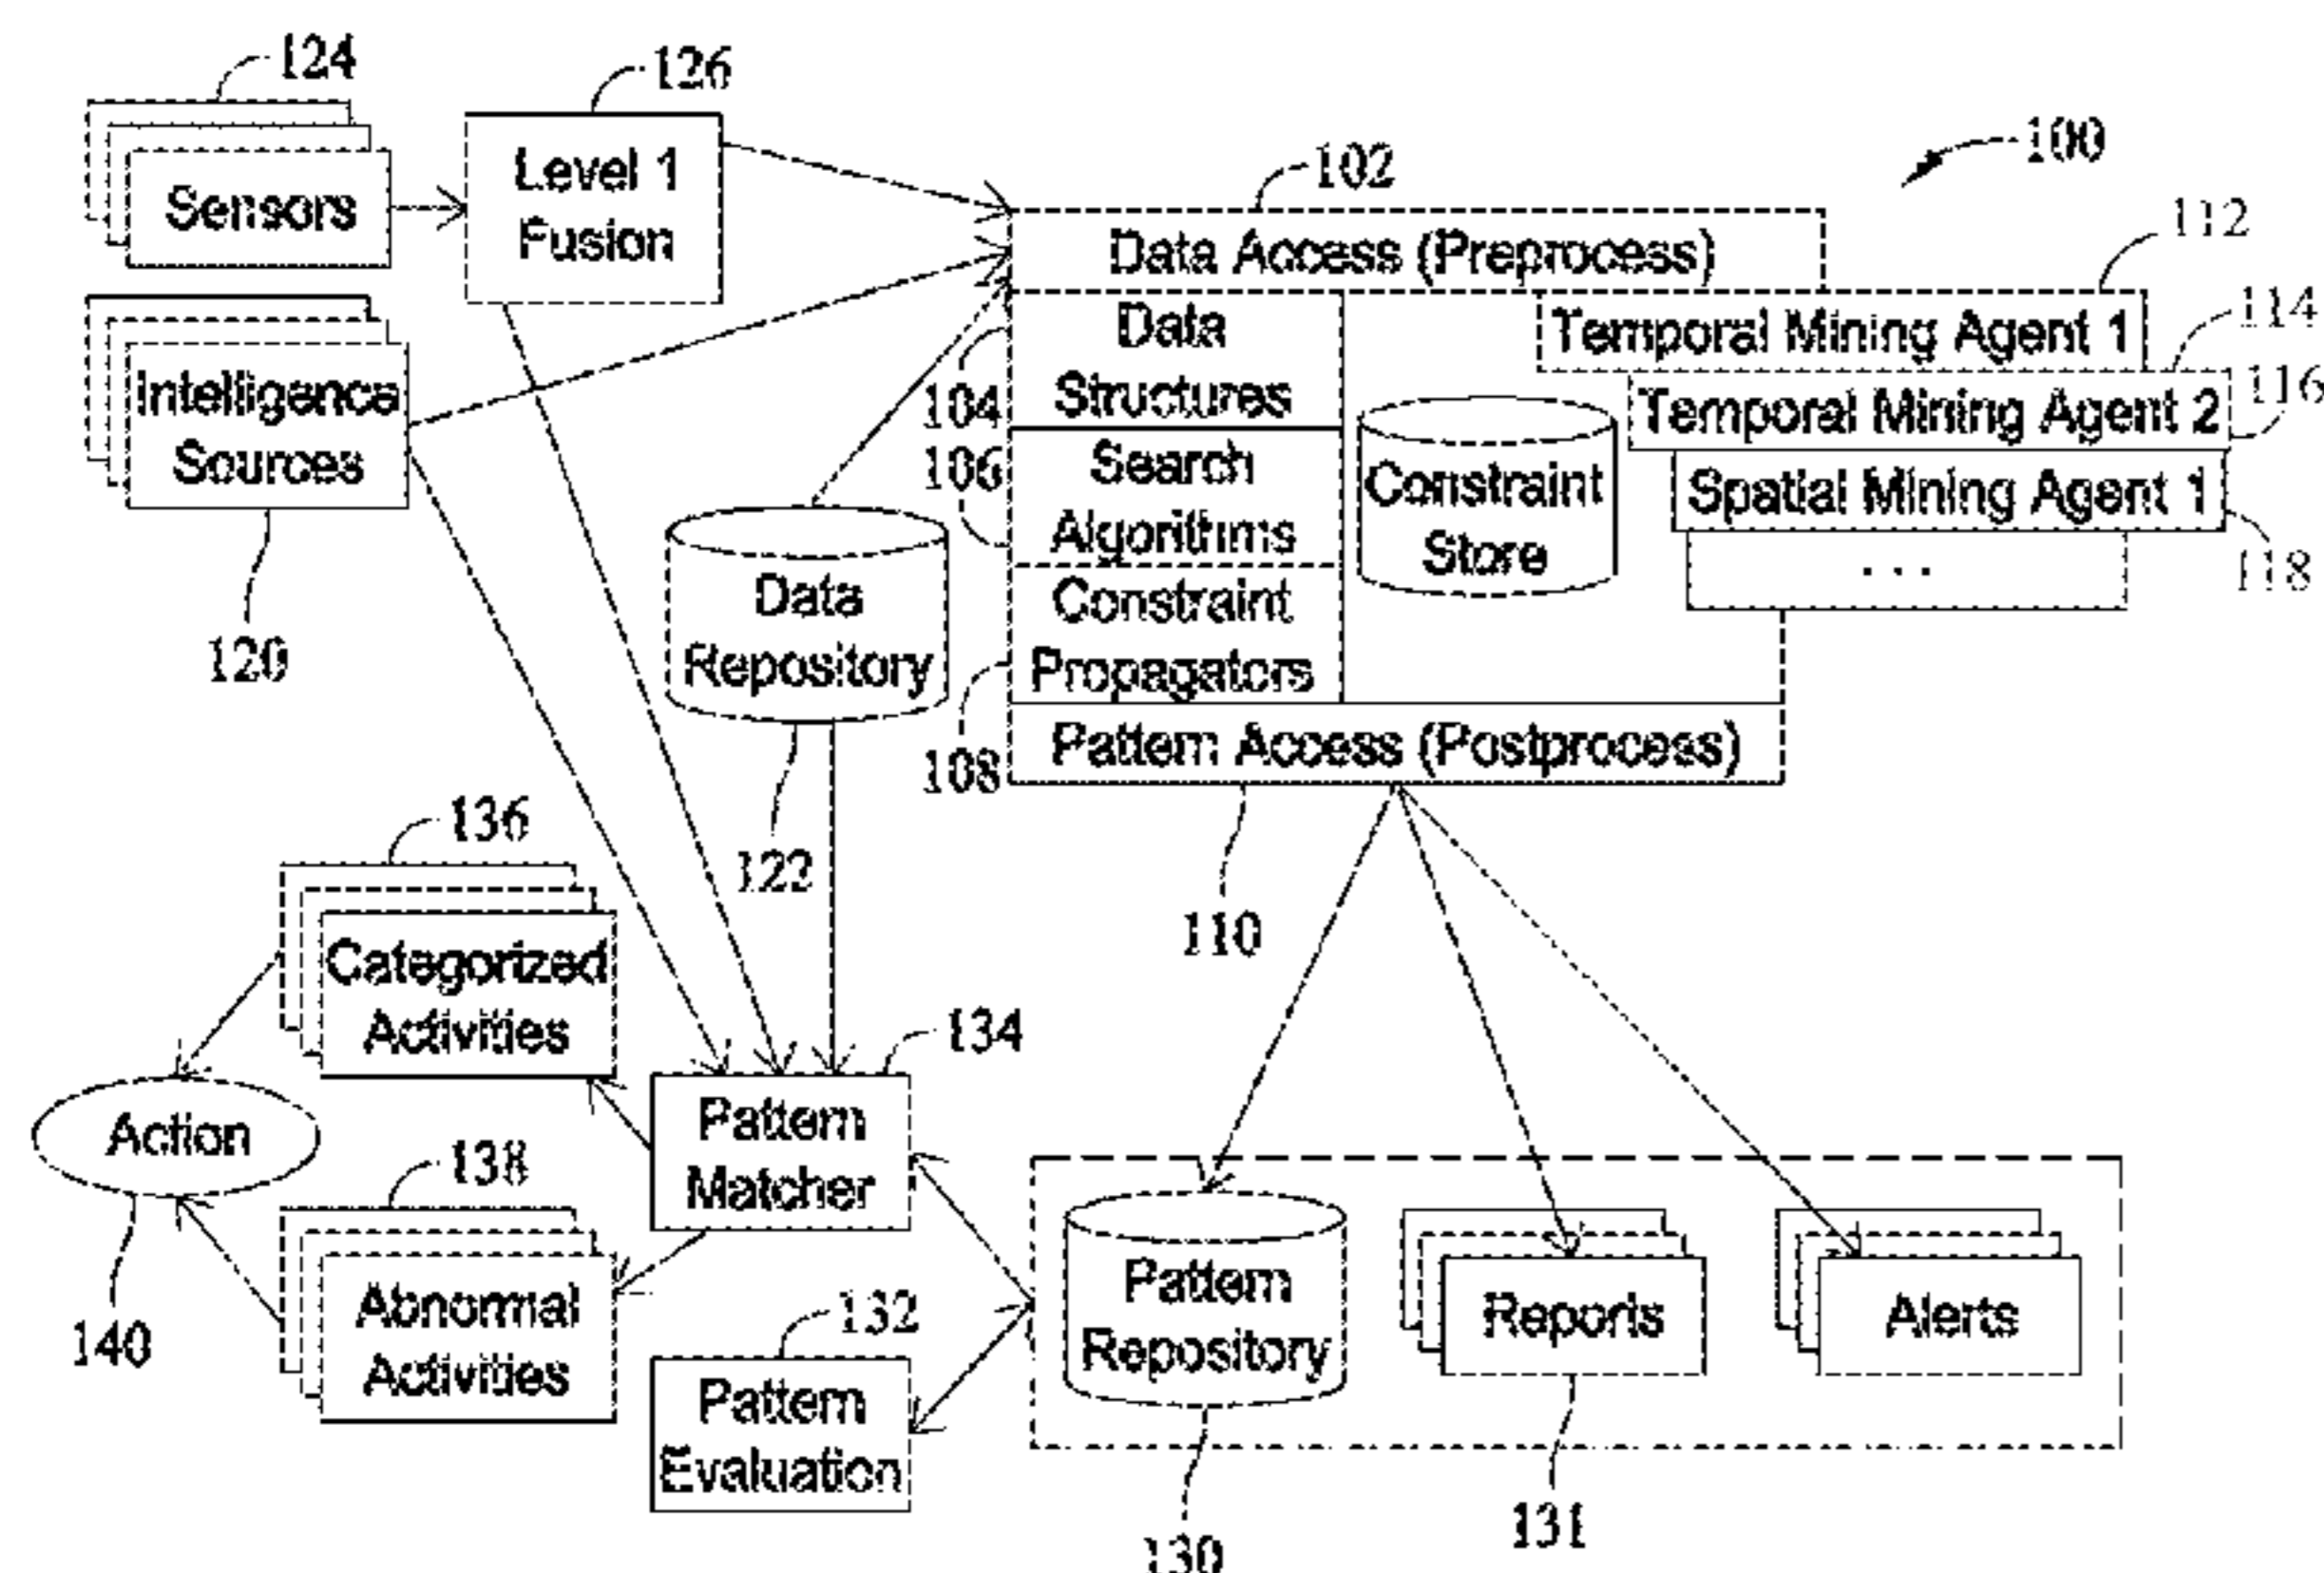 124
126
100
102
Sensors
Level 1
Fusion
Data Access (Preprocess)
112
Temporal Mining Agent 1
114
Temporal Mining Agent 2
116
Spatial Mining Agent 1
. . .
118
Intelligence
Sources
120
Data
Structures
104
Search
Algorithms
106
Constraint
Propagators
108
Constraint
Store
Data
Repository
122
Pattern Access (Postprocess)
110
136
Categorized
Activities
134
Pattern
Matcher
Action
140
138
Abnormal
Activities
132
Pattern
Evaluation
Pattern
Repository
130
Reports
131
Alerts